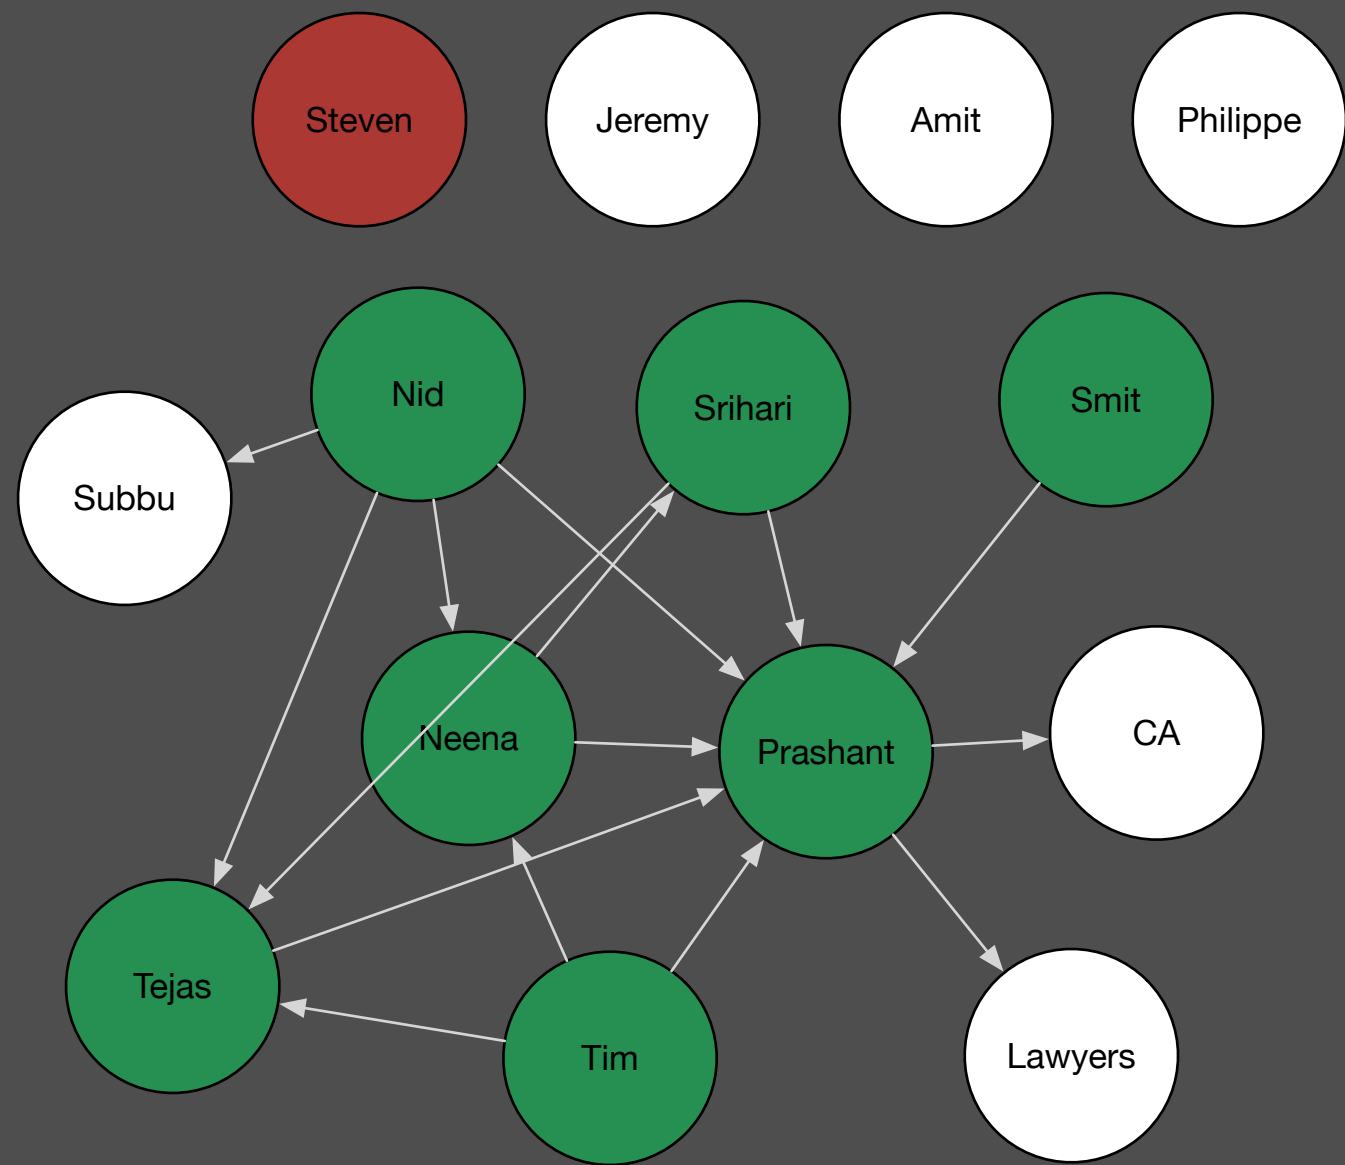 Steven
Jeremy
Amit
Philippe
Nid
Srihari
Smit
Subbu
Neena
Prashant
CA
Tejas
Tim
Lawyers